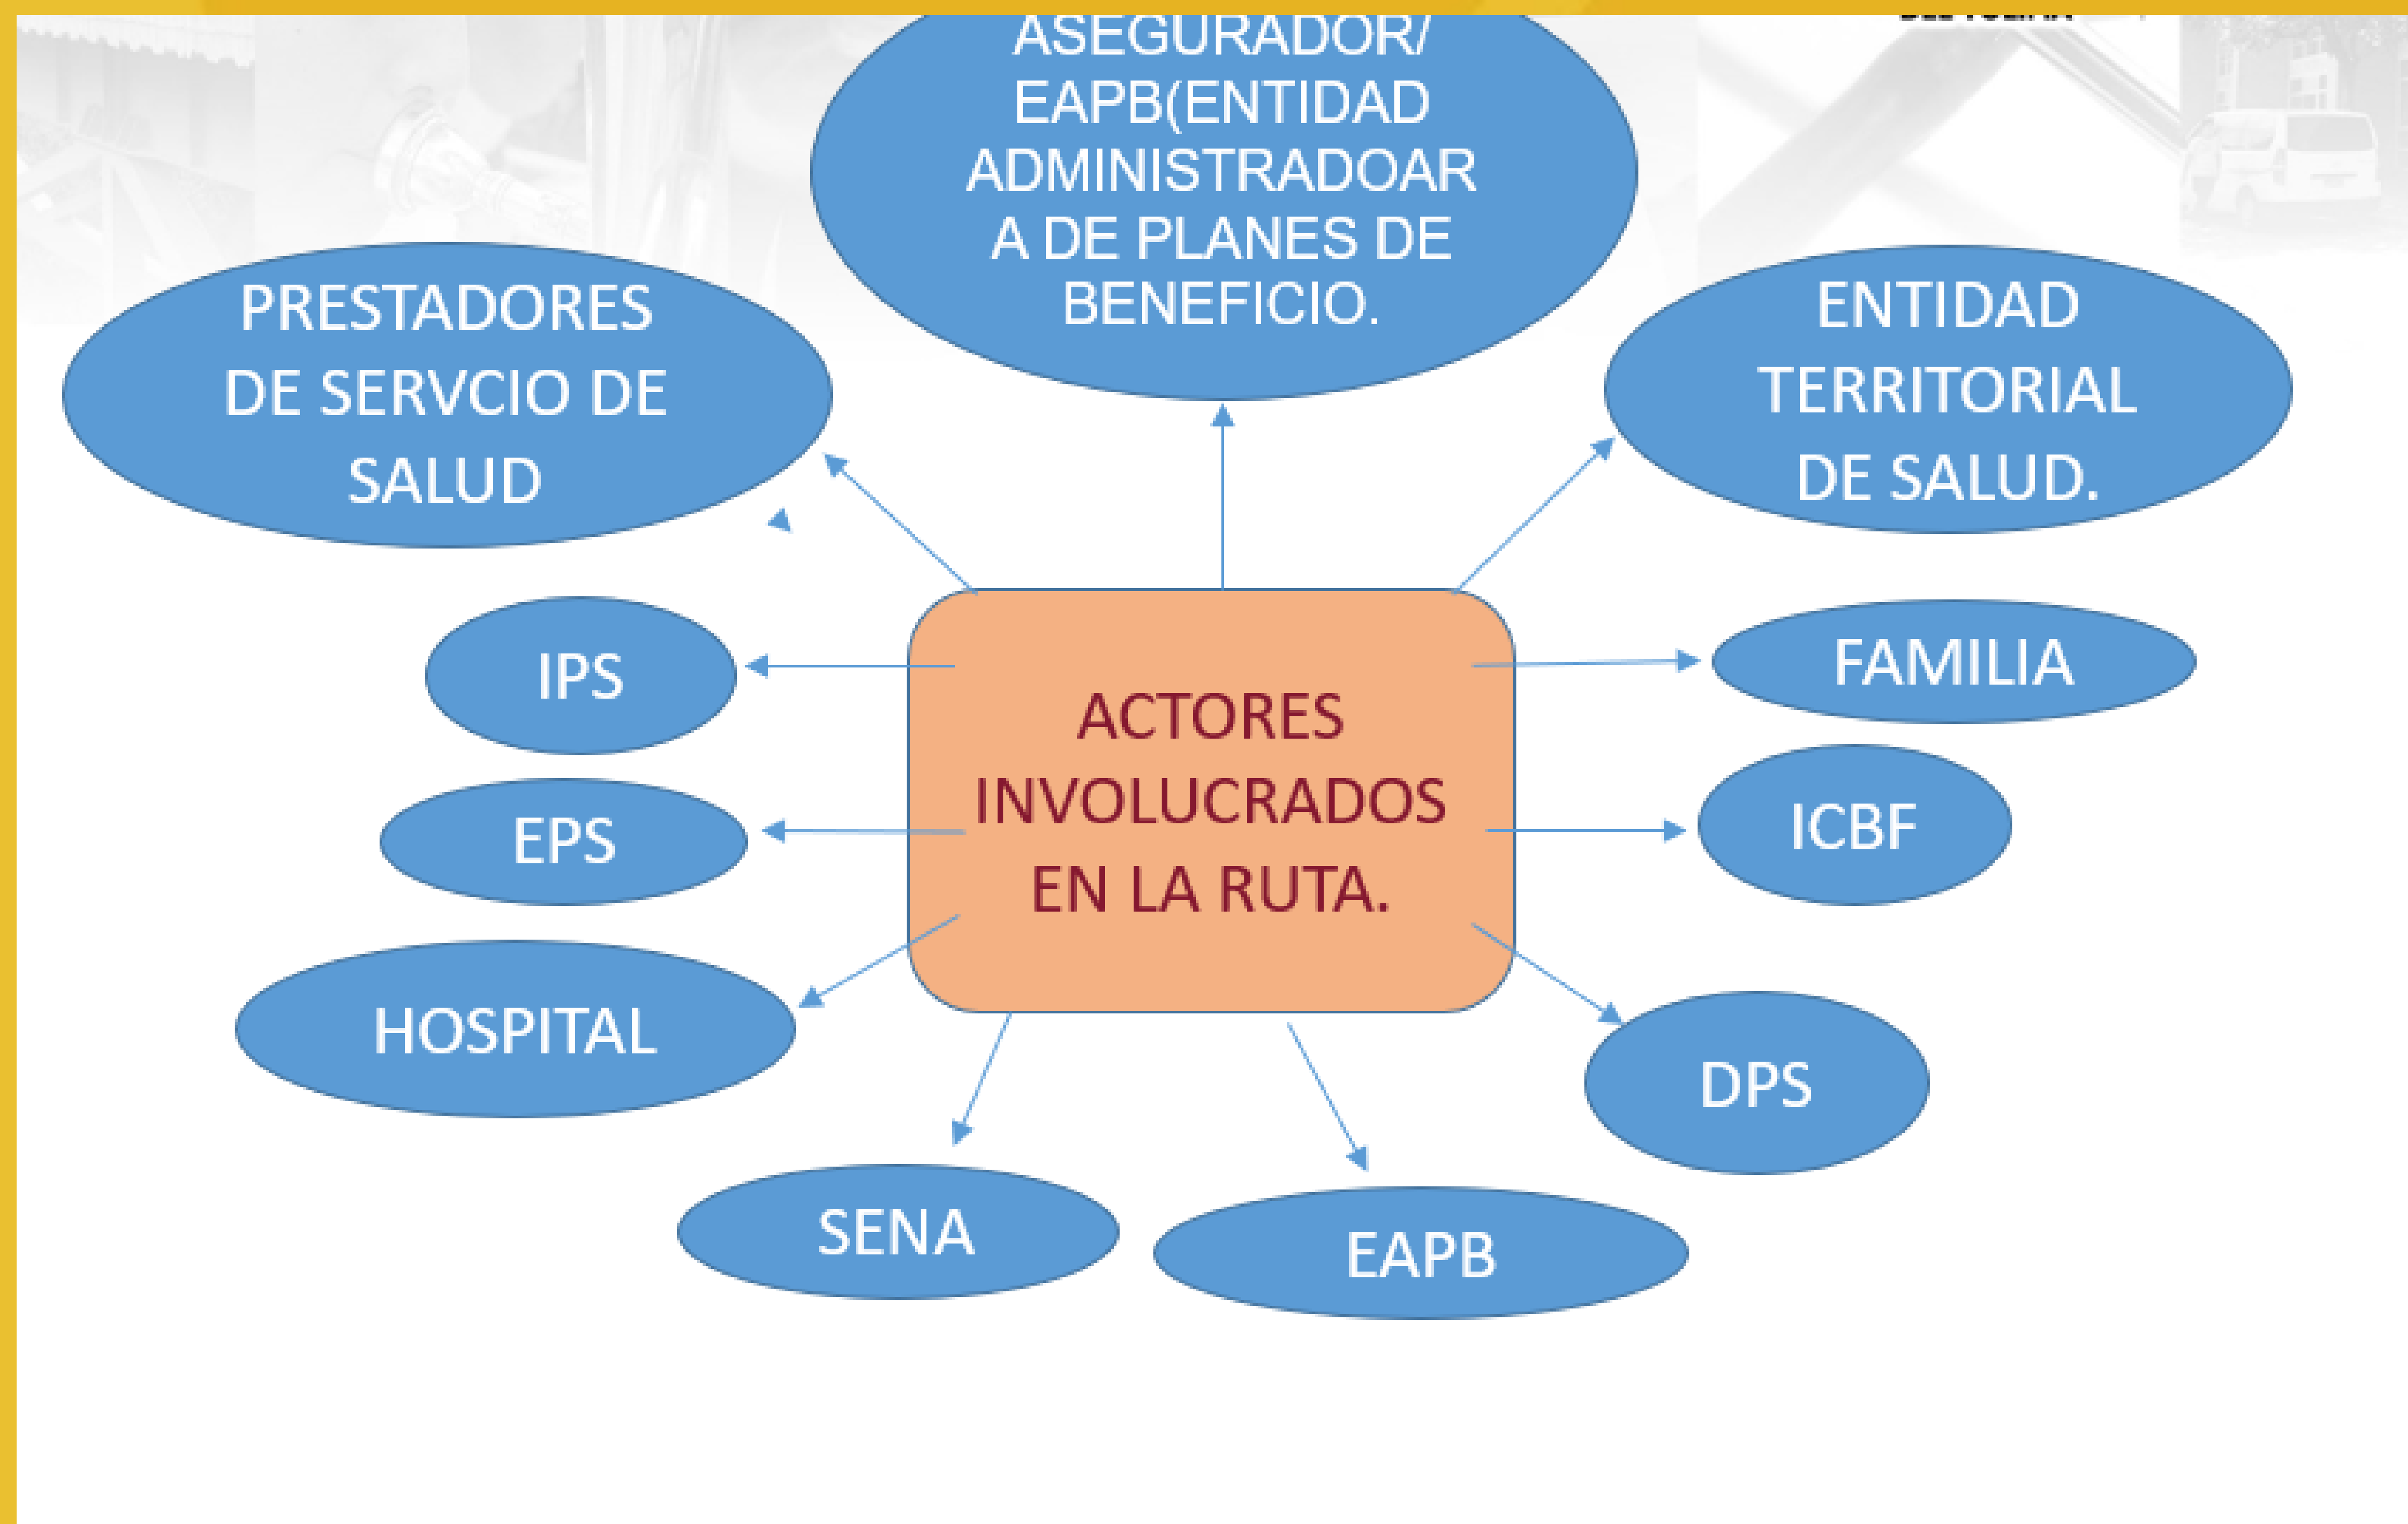 ASEGURADOR/
EAPB(ENTIDAD
ADMINISTRADOAR
A DE PLANES DE
BENEFICIO.
PRESTADORES
DE SERVCIO DE
SALUD
ENTIDAD
TERRITORIAL
DE SALUD.
IPS
FAMILIA
ACTORES
INVOLUCRADOS
EN LA RUTA.
EPS
ICBF
HOSPITAL
DPS
SENA
EAPB